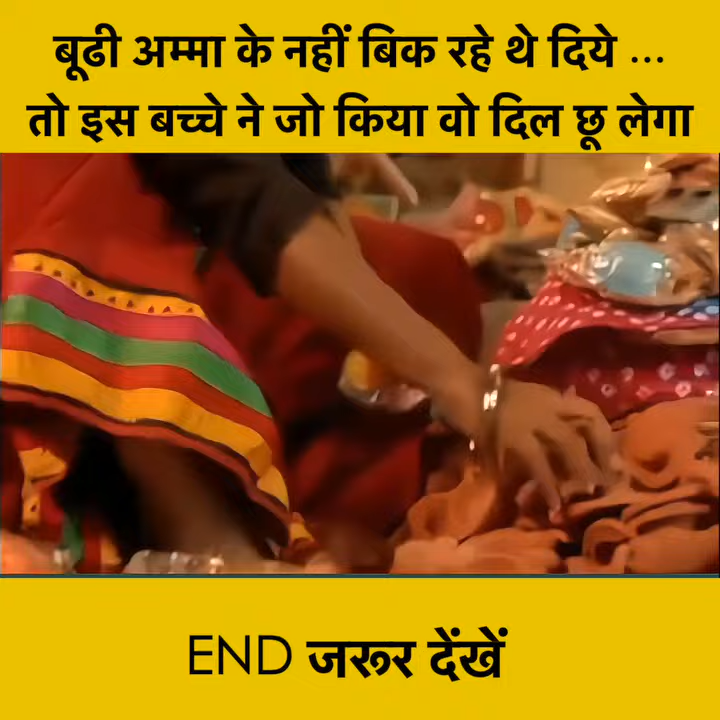 बूढी अम्मा के नहीं बिक रहे थे दिये ...
तो इस बच्चे ने जो किया वो दिल छू लेगा
END जरूर देंखें